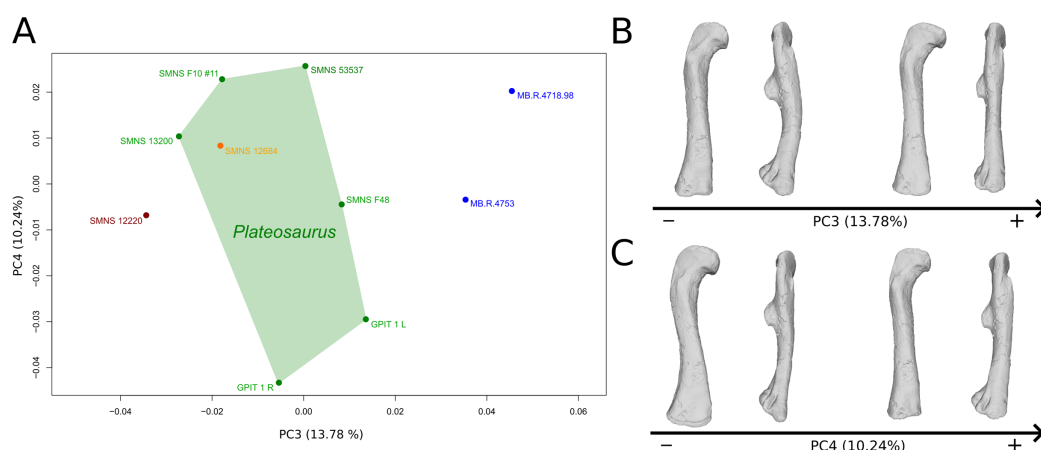 A
PC4 (10.24%)
0.02
0.01
0.00
−0.01
−0.02
−0.03
−0.04
SMNS F10 #11
SMNS 53537
MB.R.4718.98
SMNS 13200
SMNS 12684
SMNS F48
MB.R.4753
SMNS 12220
Plateosaurus
GPIT 1 L
GPIT 1 R
−0.04
−0.02
0.00
0.02
0.04
0.06
PC3 (13.78 %)
B
−
PC3 (13.78%)
+
C
−
PC4 (10.24%)
+